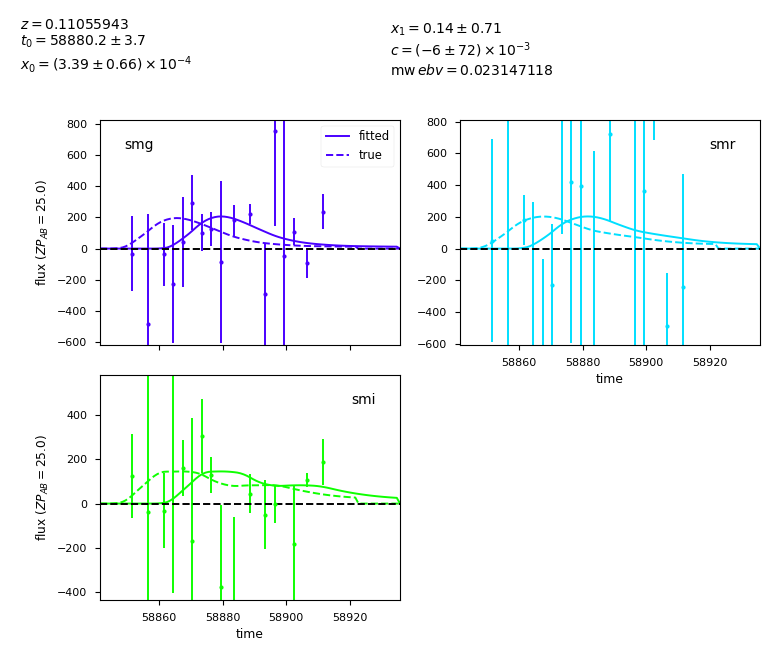 z = 0.11055943
t₀ = 58880.2 ± 3.7
x₀ = (3.39 ± 0.66) × 10⁻⁴
x₁ = 0.14 ± 0.71
c = (−6 ± 72) × 10⁻³
mw ebv = 0.023147118
smg
fitted
true
flux (ZP_AB = 25.0)
800
600
400
200
0
−200
−400
−600
smr
800
600
400
200
0
−200
−400
−600
58860 58880 58900 58920
time
smi
flux (ZP_AB = 25.0)
400
200
0
−200
−400
58860 58880 58900 58920
time